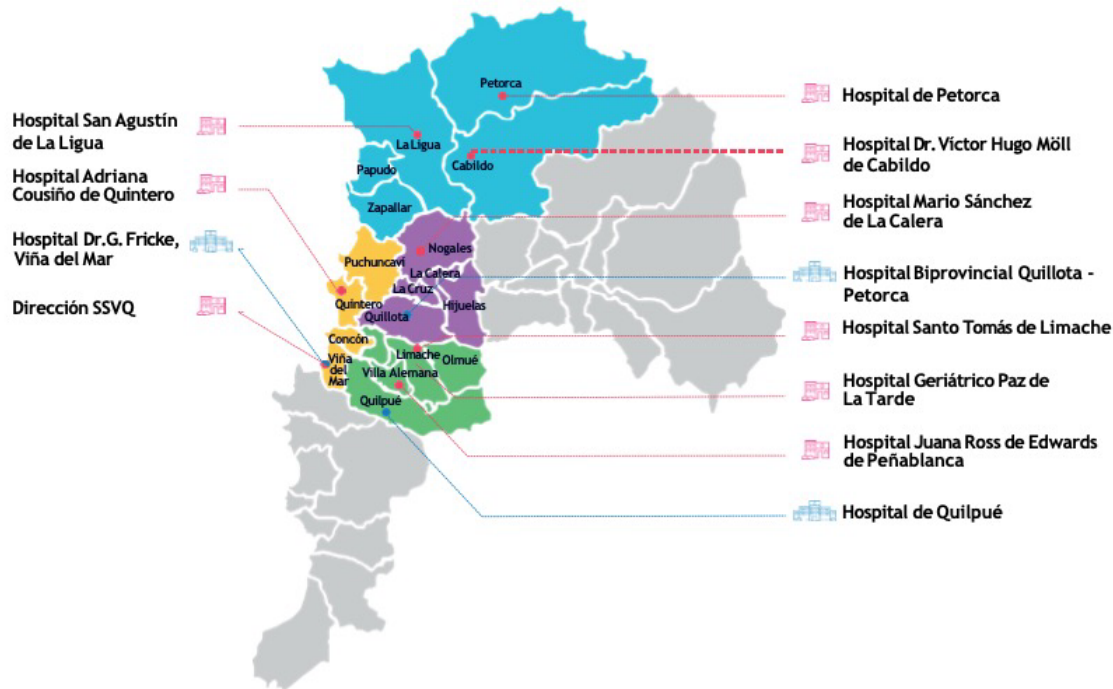 Hospital San Agustín
de La Ligua
Hospital Adriana
Cousiño de Quintero
Hospital Dr.G. Fricke,
Viña del Mar
Dirección SSVQ
Petorca
La Ligua
Cabildo
Papudo
Zapallar
Nogales
Puchuncaví
La Calera
La Cruz
Hijuelas
Quintero
Quillota
Concón
Limache
Olmué
Viña
del
Mar
Villa Alemana
Quilpué
Hospital de Petorca
Hospital Dr. Víctor Hugo Möll
de Cabildo
Hospital Mario Sánchez
de La Calera
Hospital Biprovincial Quillota -
Petorca
Hospital Santo Tomás de Limache
Hospital Geriátrico Paz de
La Tarde
Hospital Juana Ross de Edwards
de Peñablanca
Hospital de Quilpué